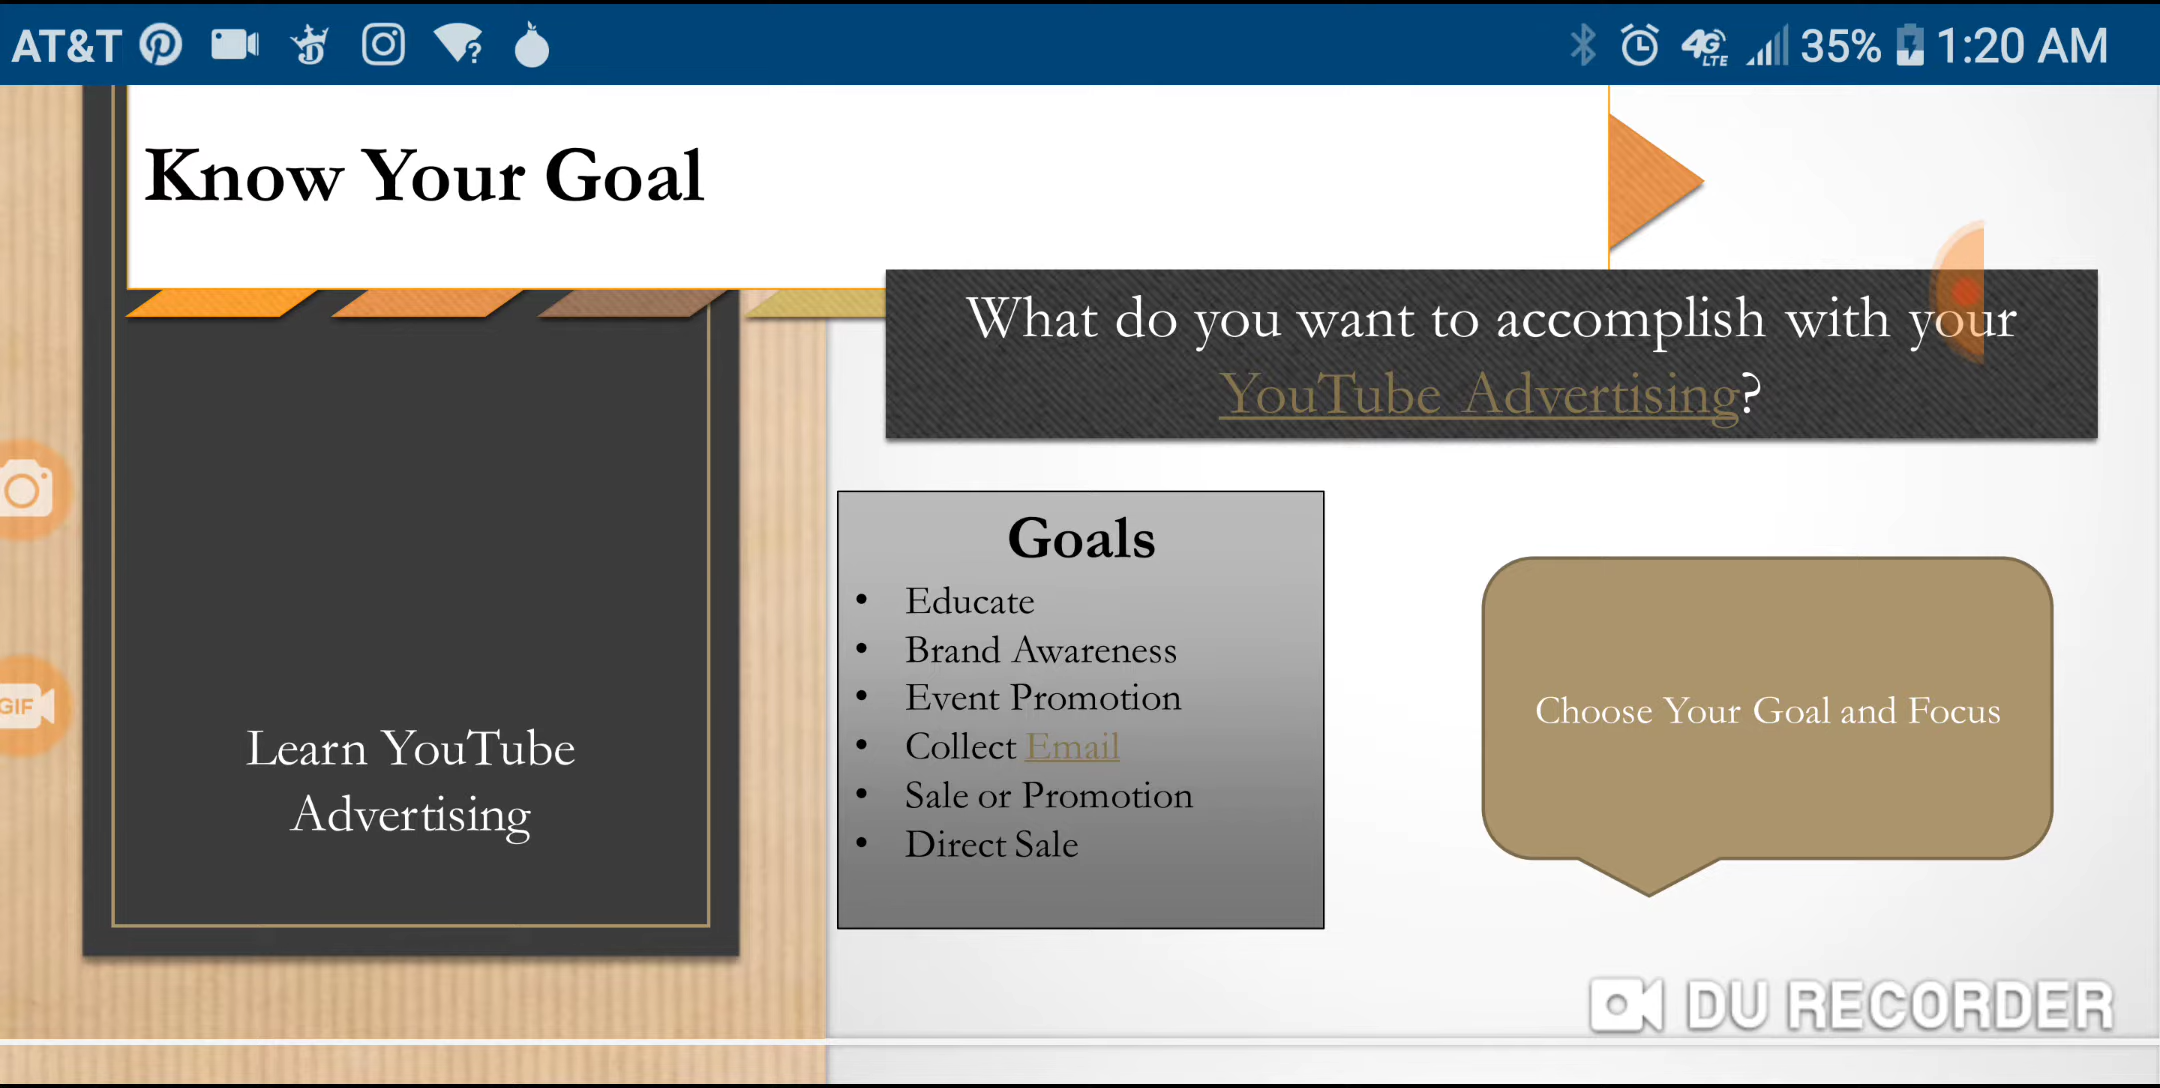 AT&T
35% 1:20 AM
4G LTE
Know Your Goal
What do you want to accomplish with your
YouTube Advertising?
Goals
• Educate
• Brand Awareness
• Event Promotion
• Collect Email
• Sale or Promotion
• Direct Sale
Choose Your Goal and Focus
GIF
Learn YouTube
Advertising
DU RECORDER